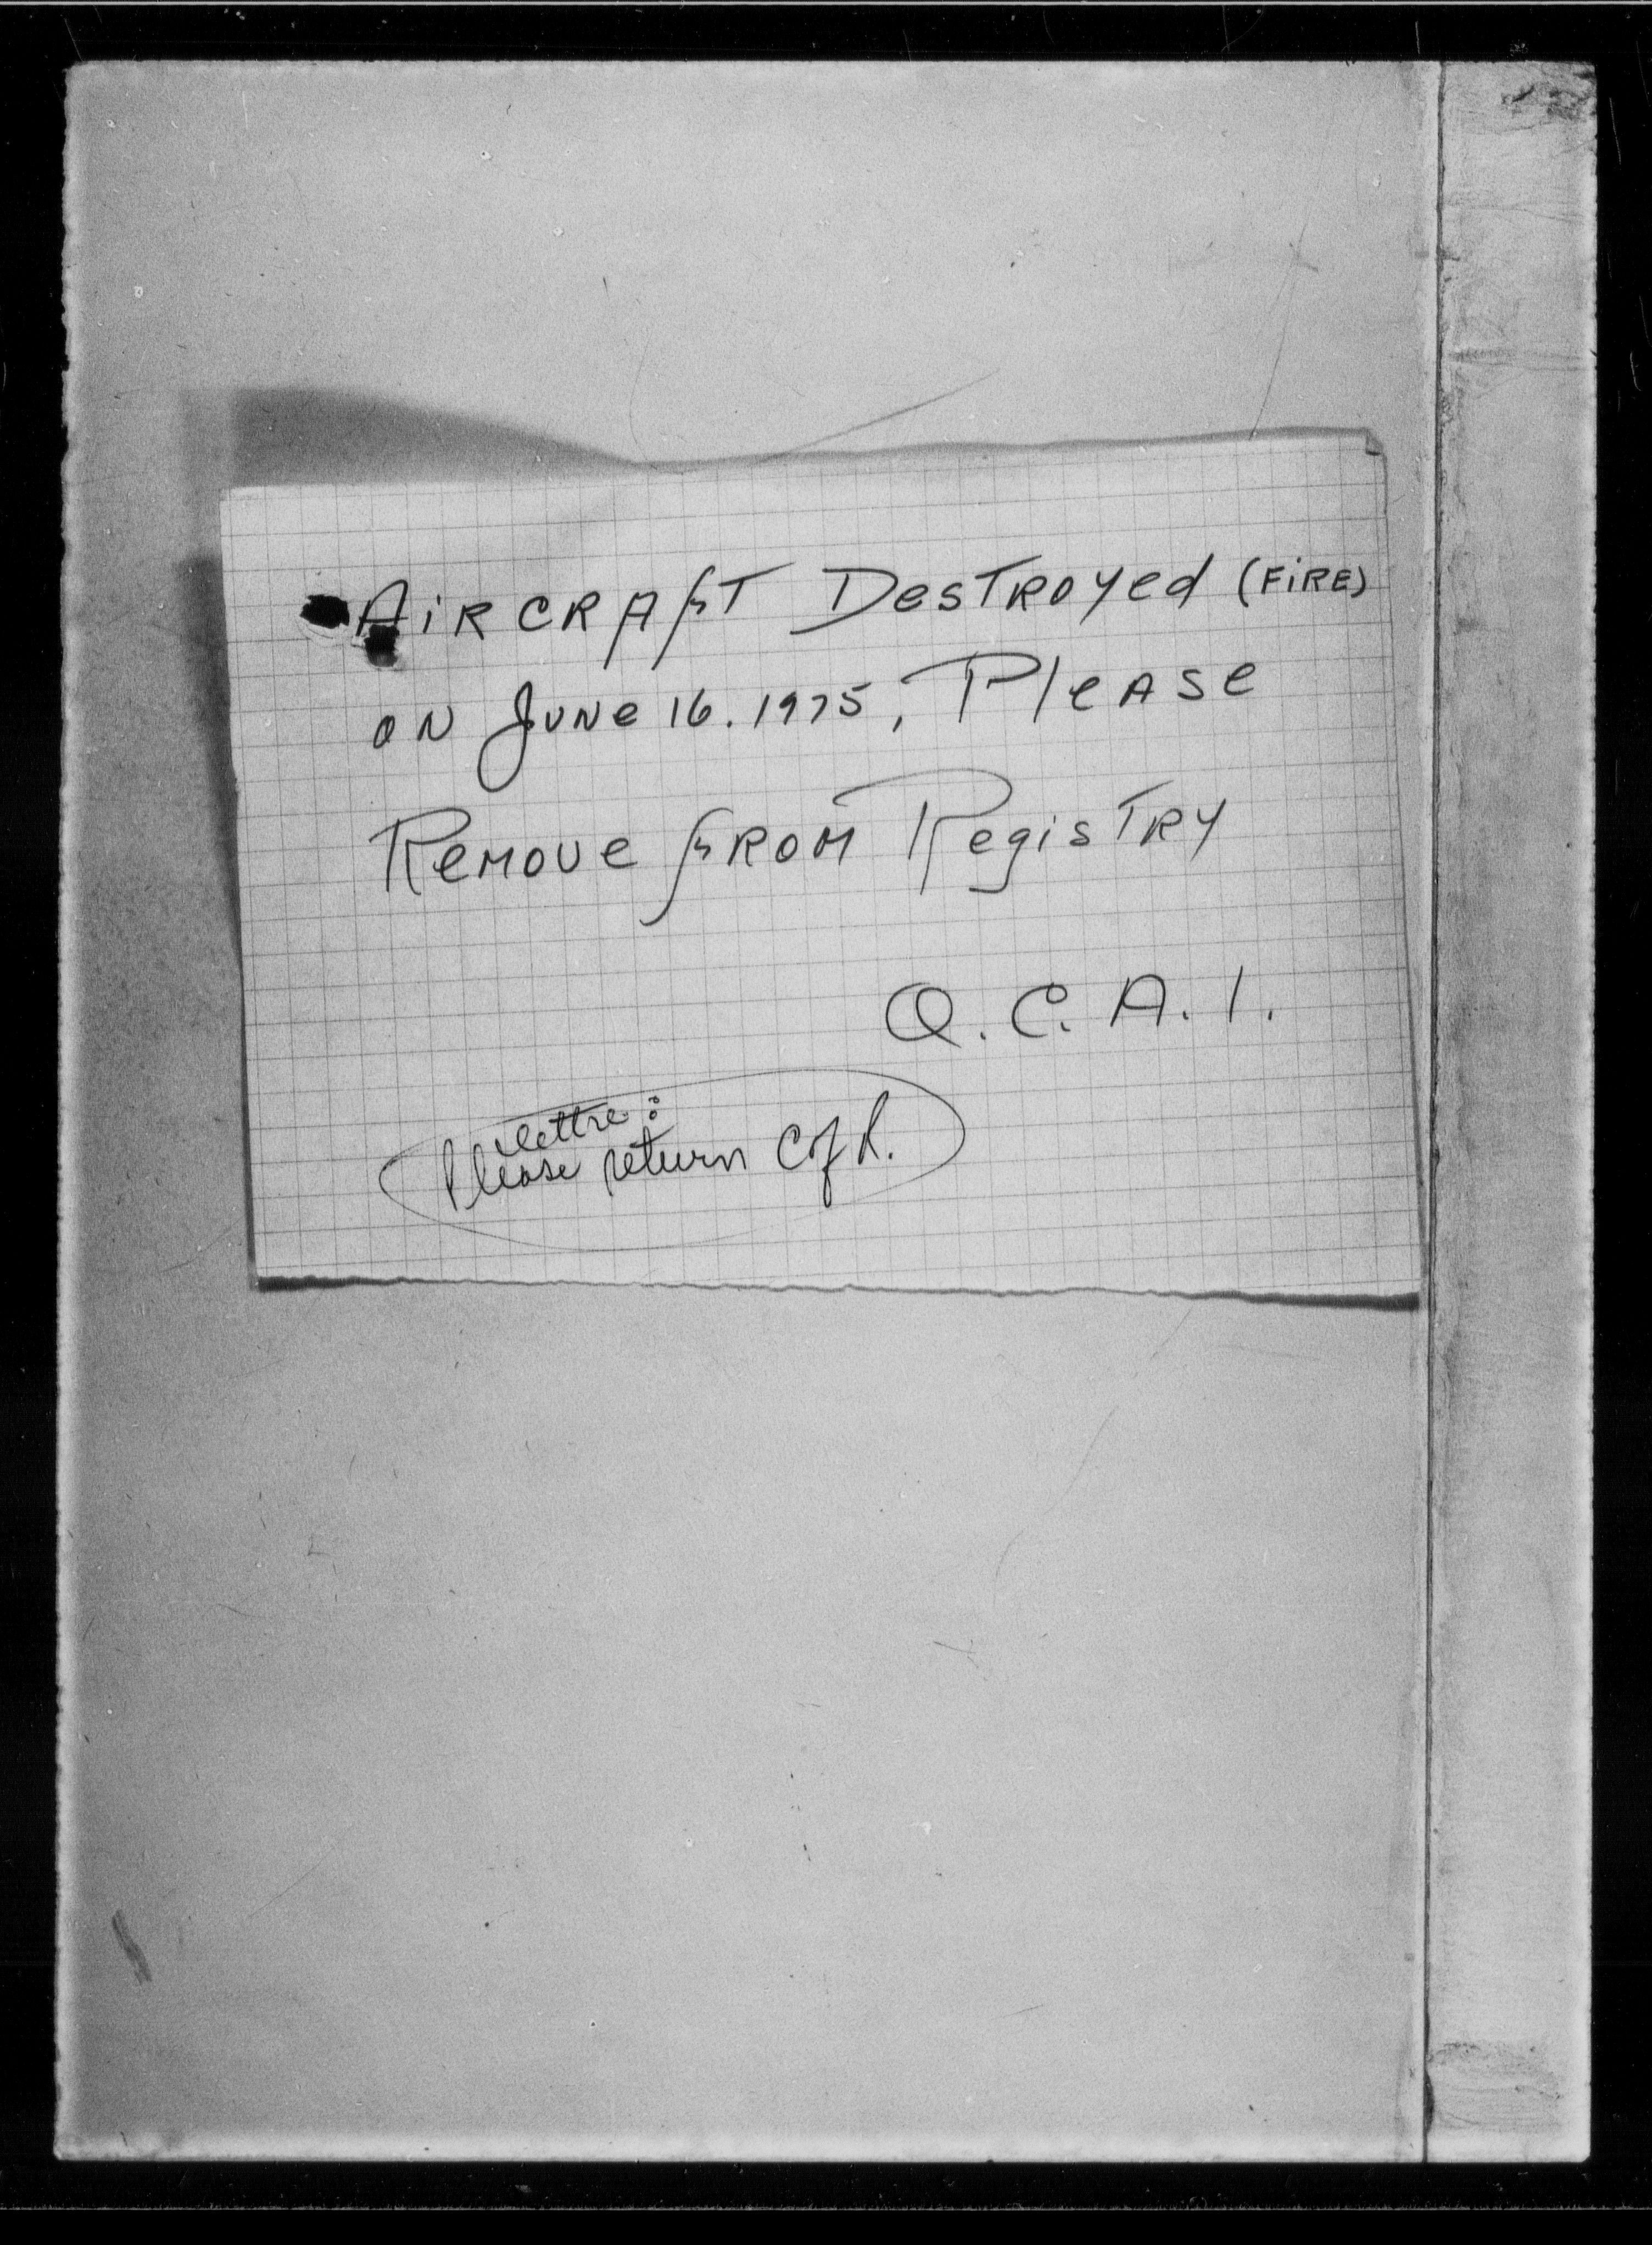 AiRCRAfT DesTRoyed (FiRE)
oN JuNe 16. 1975, PleAse
ReMove fRoM RegisTRy
Q. C. A. I.
lettre :
Please return C of R.